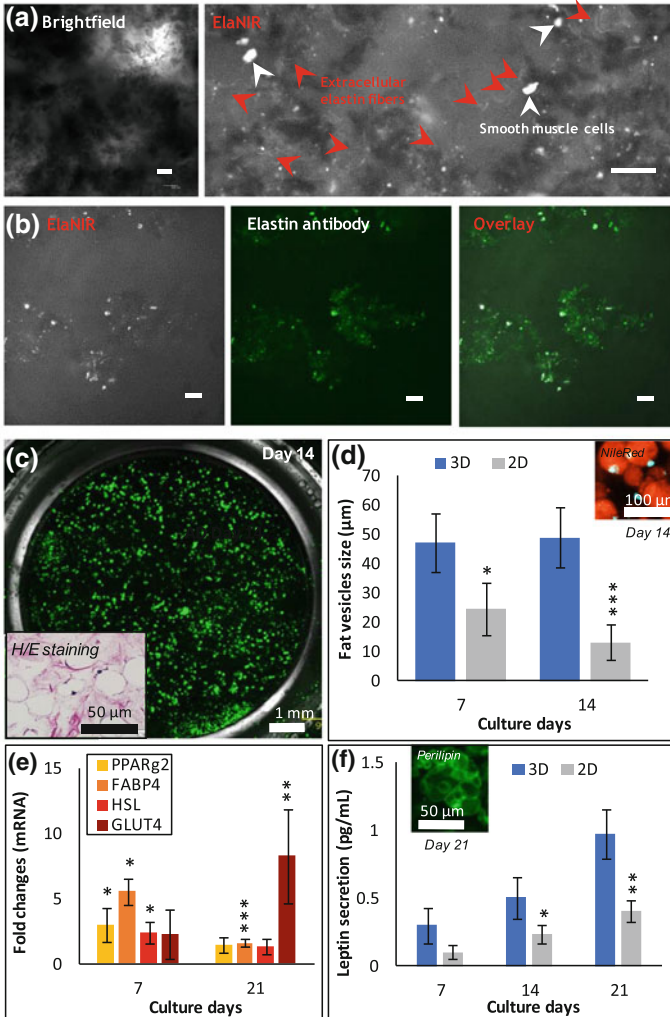 (a) Brightfield
ElaNIR
Extracellular
elastin fibers
Smooth muscle cells
(b) ElaNIR
Elastin antibody
Overlay
(c)
Day 14
H/E staining
50 µm
1 mm
(d)
3D 2D
NileRed
100 µm
Day 14
Fat vesicles size (µm)
70
60
50
40
30
20
10
0
*
***
7 14
Culture days
(e)
PPARg2
FABP4
HSL
GLUT4
Fold changes (mRNA)
15
10
5
0
* * *
*** **
7 21
Culture days
(f)
Perilipin
50 µm
Day 21
3D 2D
Leptin secretion (pg/mL)
1.5
1
0.5
0
*
**
7 14 21
Culture days